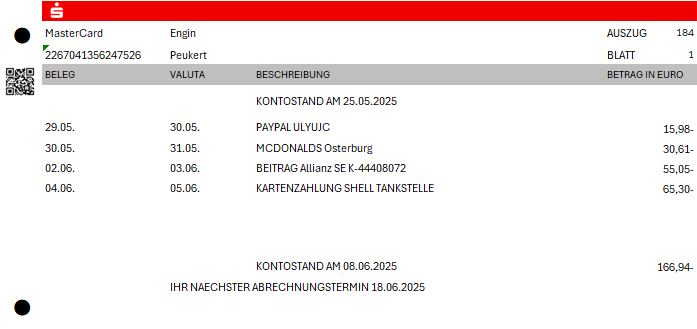 MasterCard Engin AUSZUG 184
2267041356247526 Peukert BLATT 1
BELEG VALUTA BESCHREIBUNG BETRAG IN EURO
KONTOSTAND AM 25.05.2025
29.05. 30.05. PAYPAL ULYUJC 15,98-
30.05. 31.05. MCDONALDS Osterburg 30,61-
02.06. 03.06. BEITRAG Allianz SE K-44408072 55,05-
04.06. 05.06. KARTENZAHLUNG SHELL TANKSTELLE 65,30-
KONTOSTAND AM 08.06.2025 166,94-
IHR NAECHSTER ABRECHNUNGSTERMIN 18.06.2025